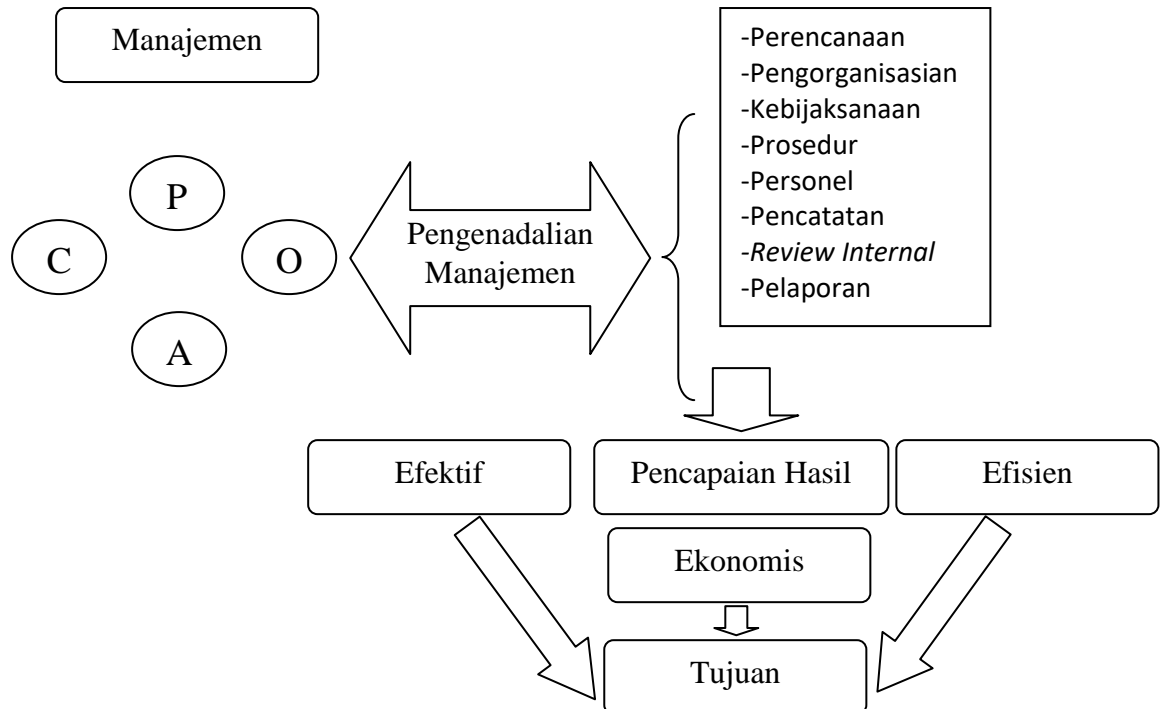 Manajemen
P
C
O
A
Pengenadalian
Manajemen
-Perencanaan
-Pengorganisasian
-Kebijaksanaan
-Prosedur
-Personel
-Pencatatan
-Review Internal
-Pelaporan
Efektif
Pencapaian Hasil
Efisien
Ekonomis
Tujuan